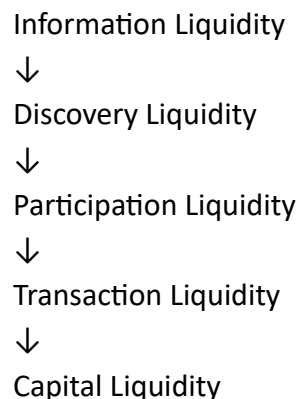 Information Liquidity
↓
Discovery Liquidity
↓
Participation Liquidity
↓
Transaction Liquidity
↓
Capital Liquidity